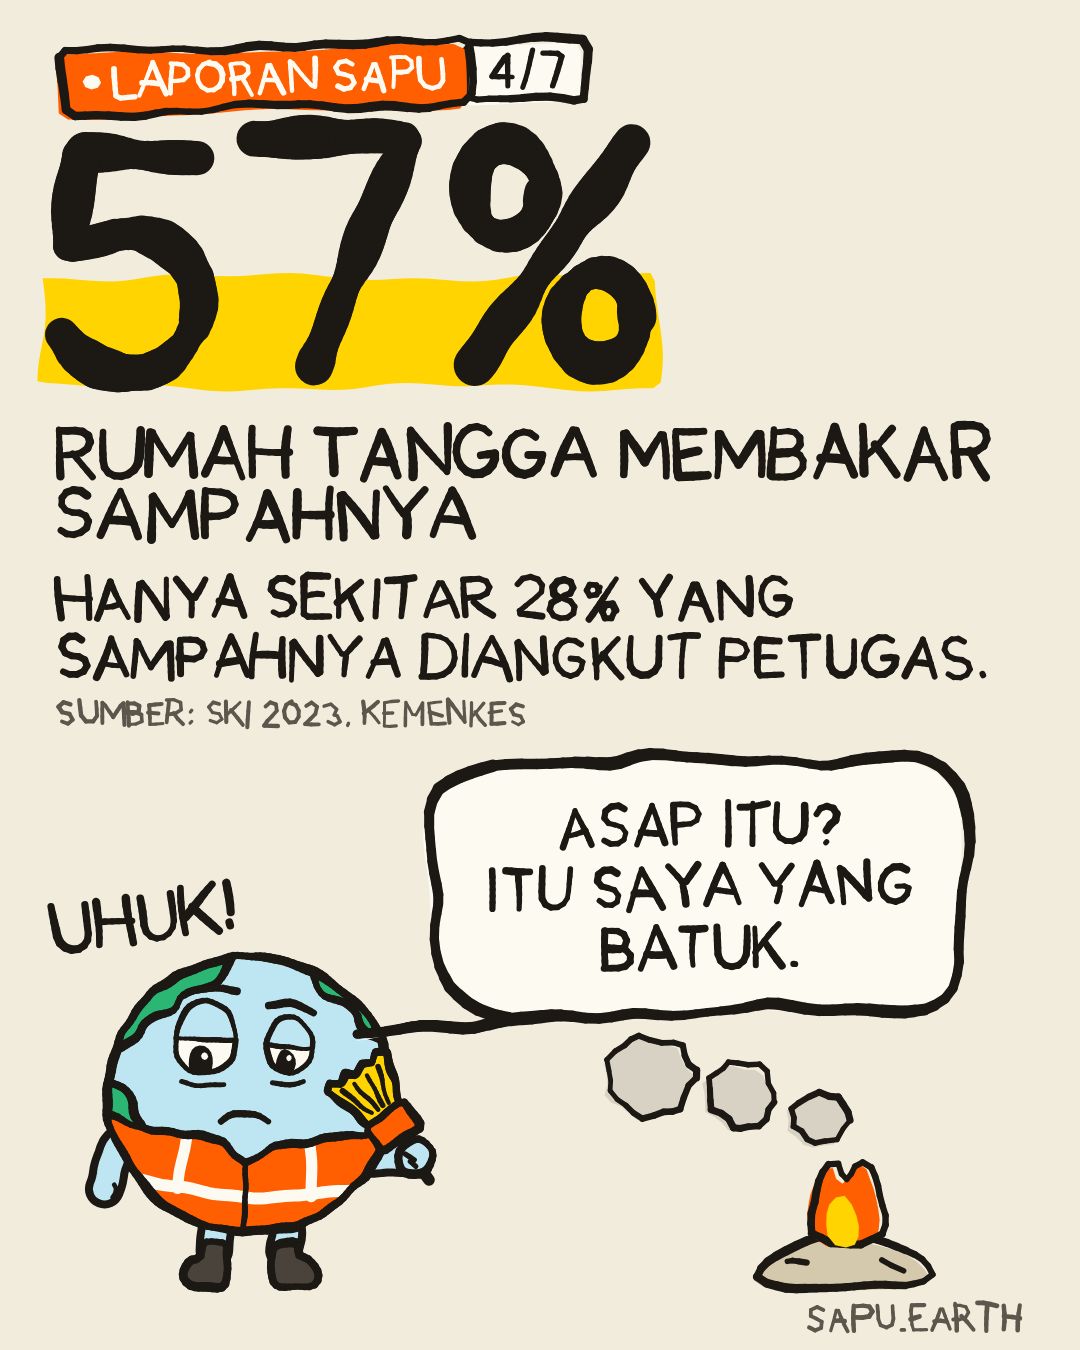 • LAPORAN SAPU 4/7
57%
RUMAH TANGGA MEMBAKAR
SAMPAHNYA
HANYA SEKITAR 28% YANG
SAMPAHNYA DIANGKUT PETUGAS.
SUMBER: SKI 2023, KEMENKES
ASAP ITU?
ITU SAYA YANG
BATUK.
UHUK!
SAPU.EARTH